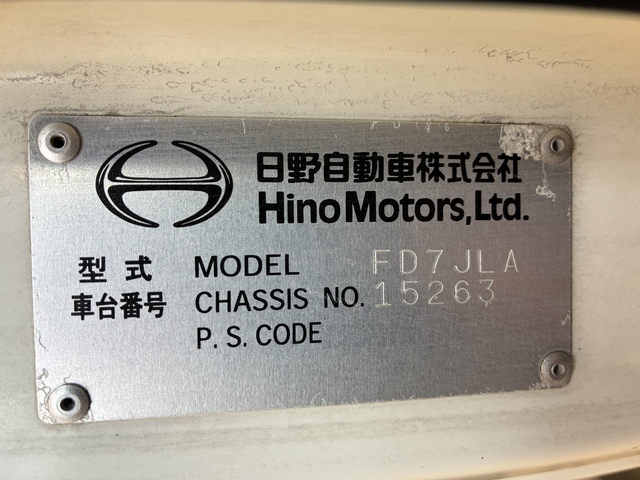 日野自動車株式会社
Hino Motors, Ltd.
型式 MODEL FD7JLA
車台番号 CHASSIS NO. 15263
P.S. CODE